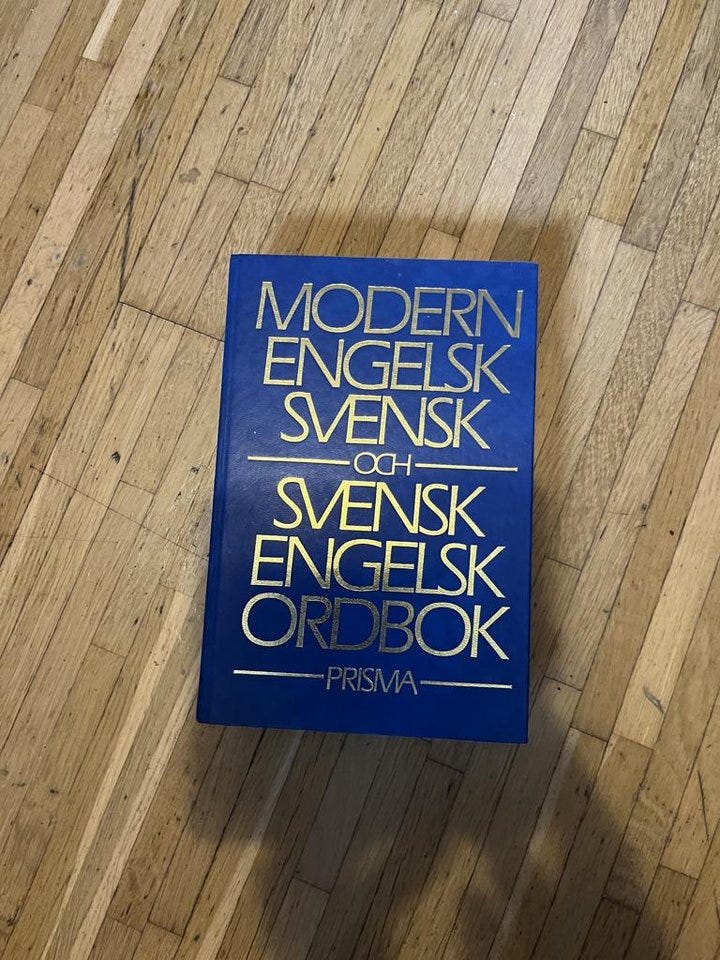 MODERN
ENGELSK
SVENSK
OCH
SVENSK
ENGELSK
ORDBOK
PRISMA